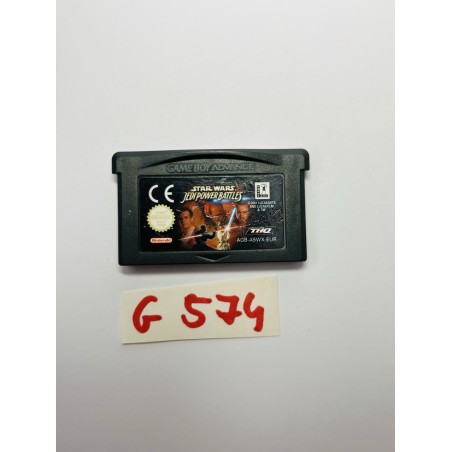 GAME BOY ADVANCE
CE
STAR WARS
JEDI POWER BATTLES
Nintendo
THQ
AGB-ASWX-EUR
G 574